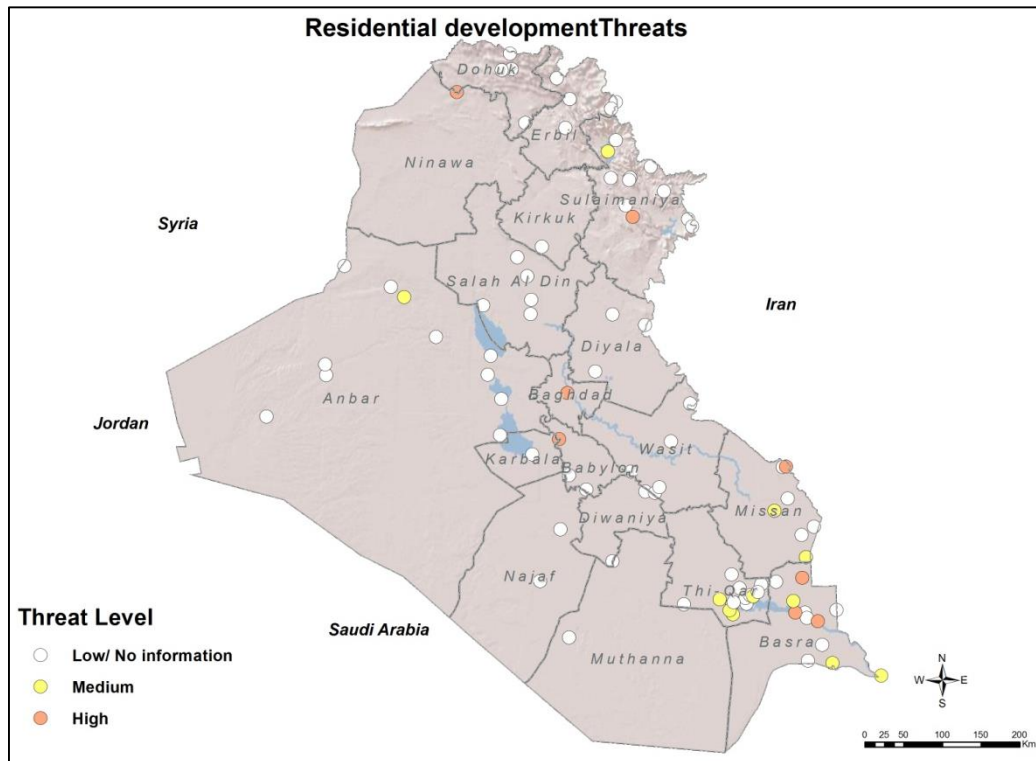 Residential developmentThreats
Dohuk
Erbil
Ninawa
Sulaimaniya
Kirkuk
Syria
Salah Al Din
Iran
Diyala
Baghdad
Anbar
Jordan
Wasit
Karbala
Babylon
Missan
Diwaniya
Najaf
Thi Qar
Threat Level
Saudi Arabia
Basra
Low/ No information
Muthanna
Medium
High
N
W E
S
0 25 50 100 150 200
Km